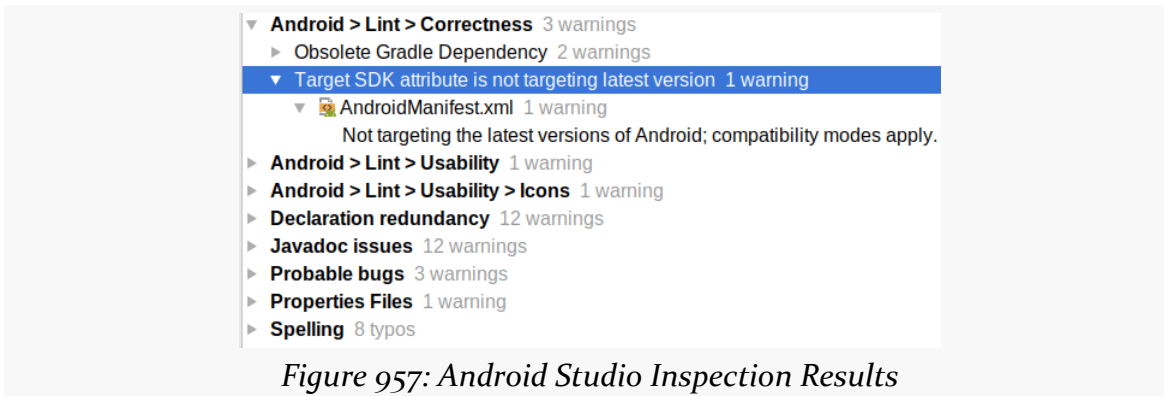 Android > Lint > Correctness 3 warnings
Obsolete Gradle Dependency 2 warnings
Target SDK attribute is not targeting latest version 1 warning
AndroidManifest.xml 1 warning
Not targeting the latest versions of Android; compatibility modes apply.
Android > Lint > Usability 1 warning
Android > Lint > Usability > Icons 1 warning
Declaration redundancy 12 warnings
Javadoc issues 12 warnings
Probable bugs 3 warnings
Properties Files 1 warning
Spelling 8 typos
Figure 957: Android Studio Inspection Results